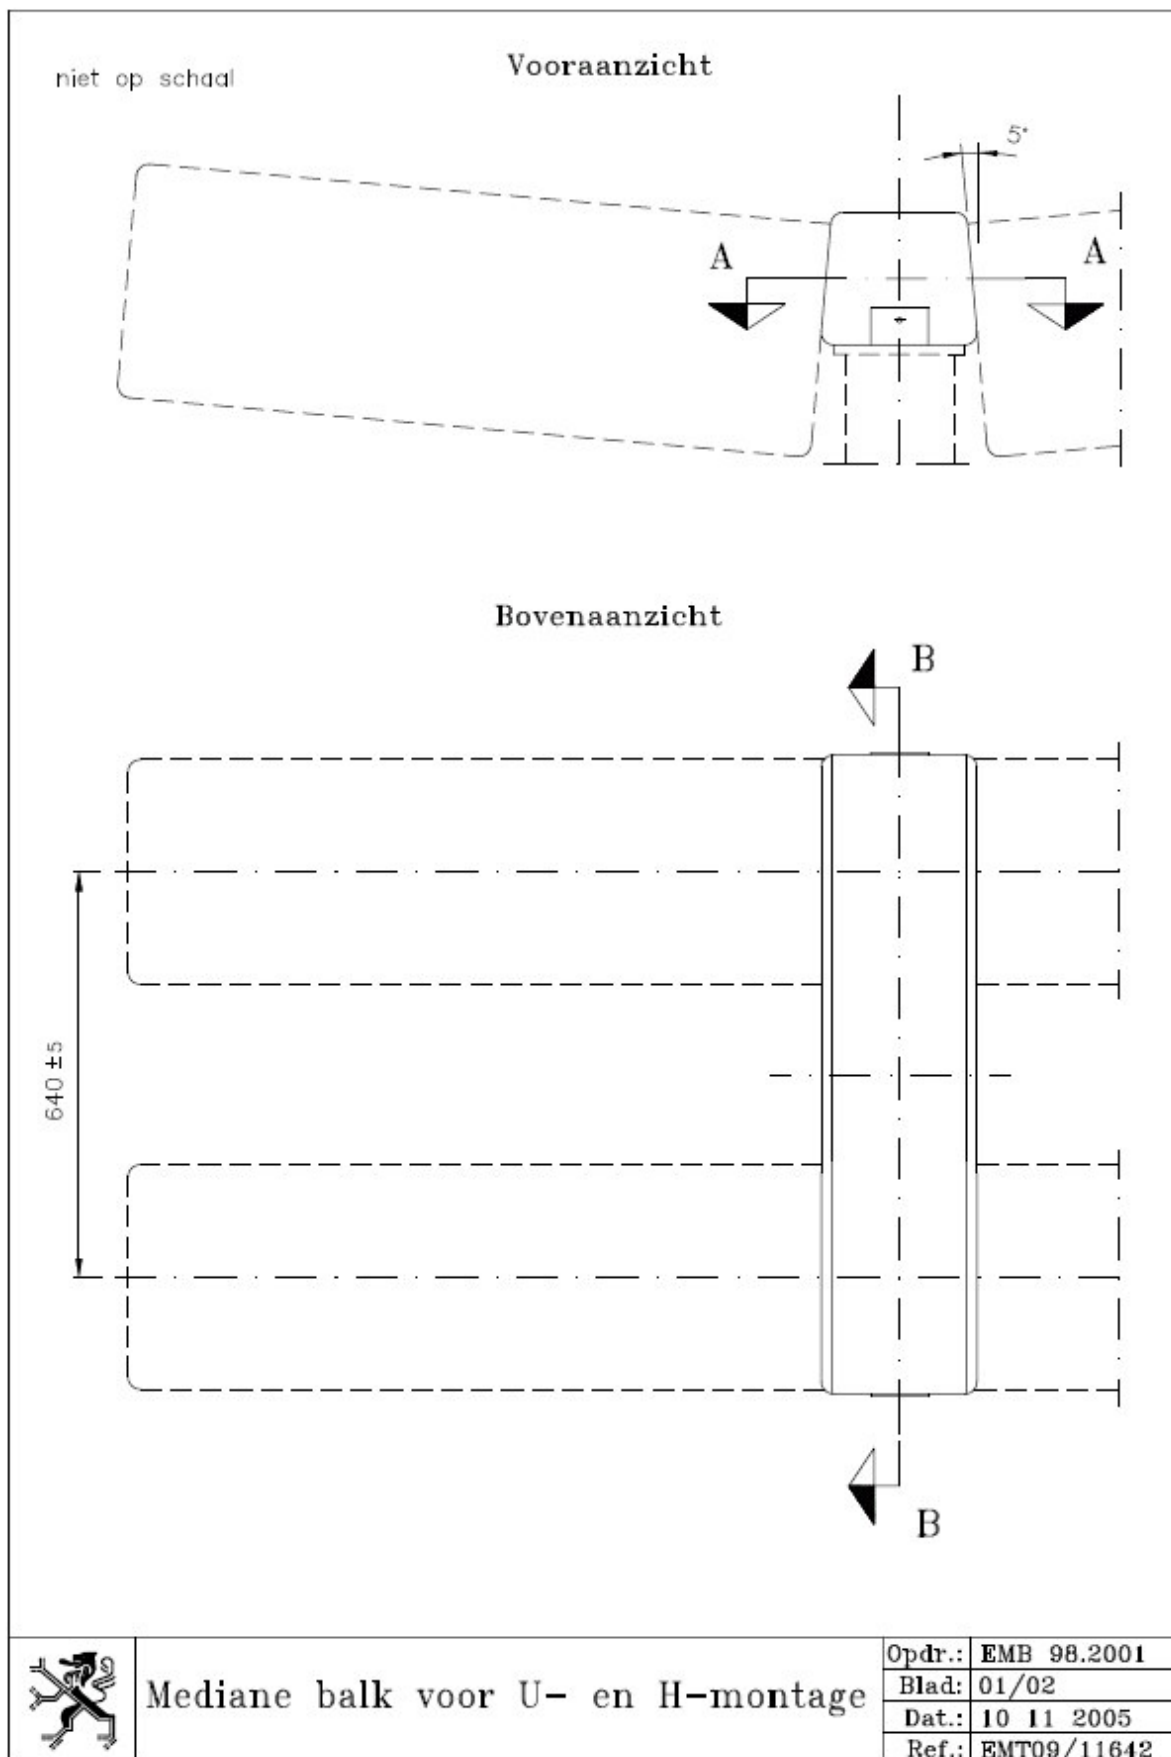 niet op schaal
Vooraanzicht
5°
A
A
Bovenaanzicht
B
640 ±5
B
Mediane balk voor U- en H-montage
Opdr.: EMB 98.2001
Blad: 01/02
Dat.: 10 11 2005
Ref.: EMT09/11642